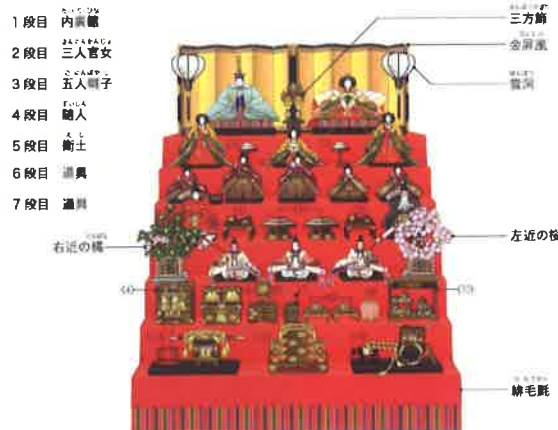 1段目 内裏雛
2段目 三人官女
3段目 五人囃子
4段目 随人
5段目 衛士
6段目 道具
7段目 道具
三方飾
金屏風
雪洞
右近の橘
左近の桜
緋毛氈